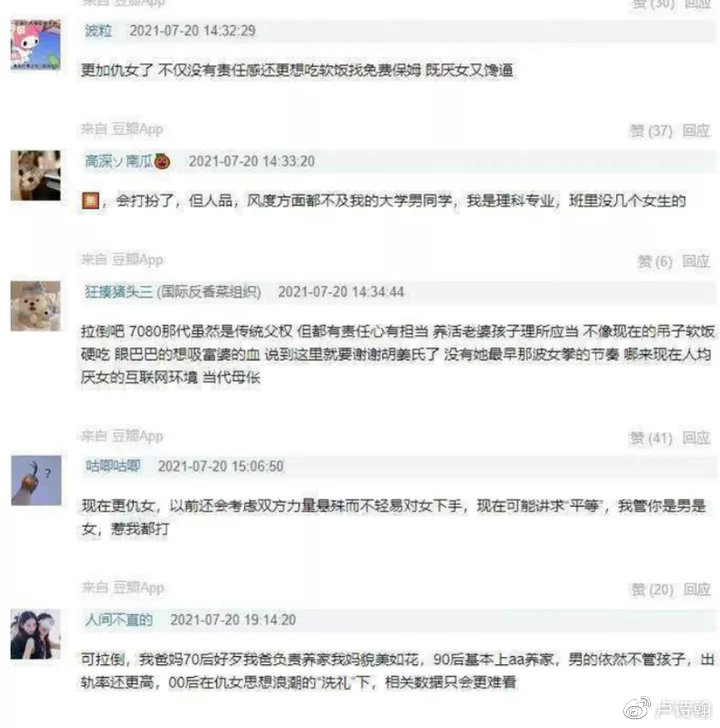 来自 豆瓣App
赞 (30) 回应
波粒 2021-07-20 14:32:29
更加仇女了 不仅没有责任感还更想吃软饭找免费保姆 既厌女又馋逼
来自 豆瓣App
赞 (37) 回应
高深ソ南瓜🎃 2021-07-20 14:33:20
🈚，会打扮了，但人品，风度方面都不及我的大学男同学，我是理科专业，班里没几个女生的
来自 豆瓣App
赞 (6) 回应
狂揍猪头三 (国际反香菜组织) 2021-07-20 14:34:44
拉倒吧 7080那代虽然是传统父权 但都有责任心有担当 养活老婆孩子理所应当 不像现在的吊子软饭
硬吃 眼巴巴的想吸富婆的血 说到这里就要谢谢胡姜氏了 没有她最早那波女拳的节奏 哪来现在人均
厌女的互联网环境 当代母伥
来自 豆瓣App
赞 (41) 回应
咕唧咕唧 2021-07-20 15:06:50
现在更仇女，以前还会考虑双方力量悬殊而不轻易对女下手，现在可能讲求“平等”，我管你是男是
女，惹我都打
来自 豆瓣App
赞 (20) 回应
人间不直的 2021-07-20 19:14:20
可拉倒，我爸妈70后好歹我爸负责养家我妈貌美如花，90后基本上aa养家，男的依然不管孩子，出
轨率还更高，00后在仇女思想浪潮的“洗礼”下，相关数据只会更难看
卢诗翰